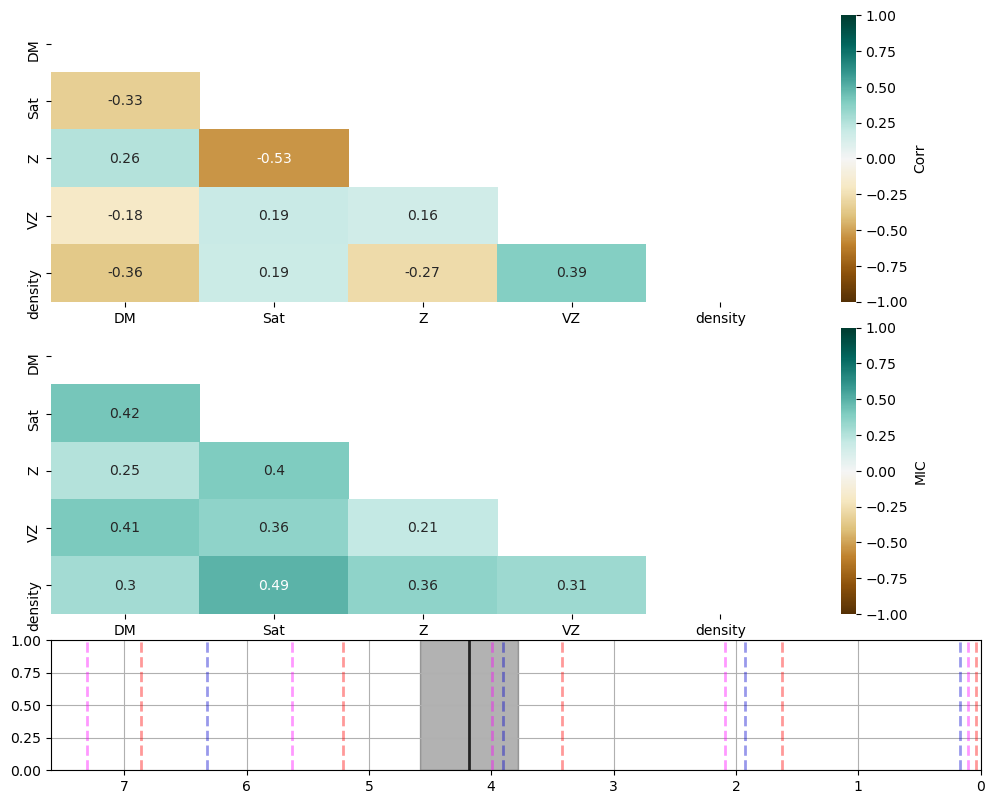 DM
Sat
Z
VZ
density
-0.33
0.26
-0.53
-0.18
0.19
0.16
-0.36
0.19
-0.27
0.39
DM
Sat
Z
VZ
density
1.00
0.75
0.50
0.25
0.00
−0.25
−0.50
−0.75
−1.00
Corr
DM
Sat
Z
VZ
density
0.42
0.25
0.4
0.41
0.36
0.21
0.3
0.49
0.36
0.31
DM
Sat
Z
VZ
density
1.00
0.75
0.50
0.25
0.00
−0.25
−0.50
−0.75
−1.00
MIC
1.00
0.75
0.50
0.25
0.00
7
6
5
4
3
2
1
0